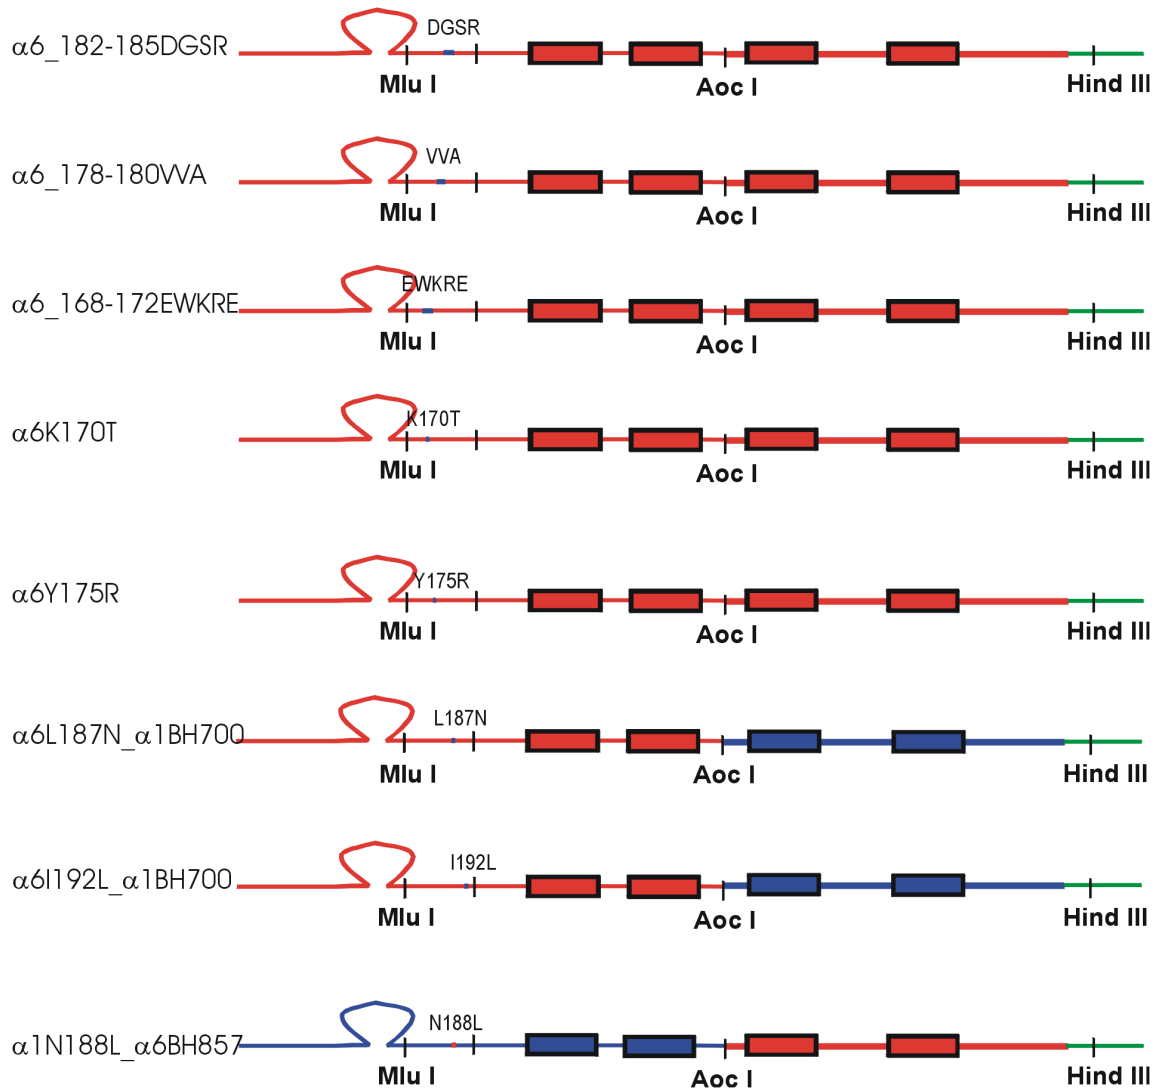 DGSR
α6_182-185DGSR
Mlu I Aoc I Hind III
VVA
α6_178-180VVA
Mlu I Aoc I Hind III
EWKRE
α6_168-172EWKRE
Mlu I Aoc I Hind III
K170T
α6K170T
Mlu I Aoc I Hind III
Y175R
α6Y175R
Mlu I Aoc I Hind III
L187N
α6L187N_α1BH700
Mlu I Aoc I Hind III
I192L
α6I192L_α1BH700
Mlu I Aoc I Hind III
N188L
α1N188L_α6BH857
Mlu I Aoc I Hind III